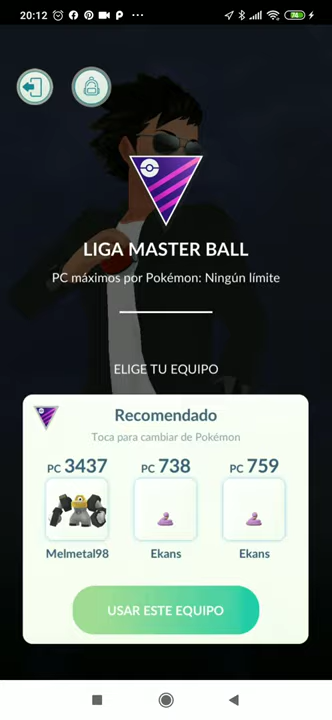 20:12
74
LIGA MASTER BALL
PC máximos por Pokémon: Ningún límite
ELIGE TU EQUIPO
Recomendado
Toca para cambiar de Pokémon
PC 3437 PC 738 PC 759
Melmetal98 Ekans Ekans
USAR ESTE EQUIPO